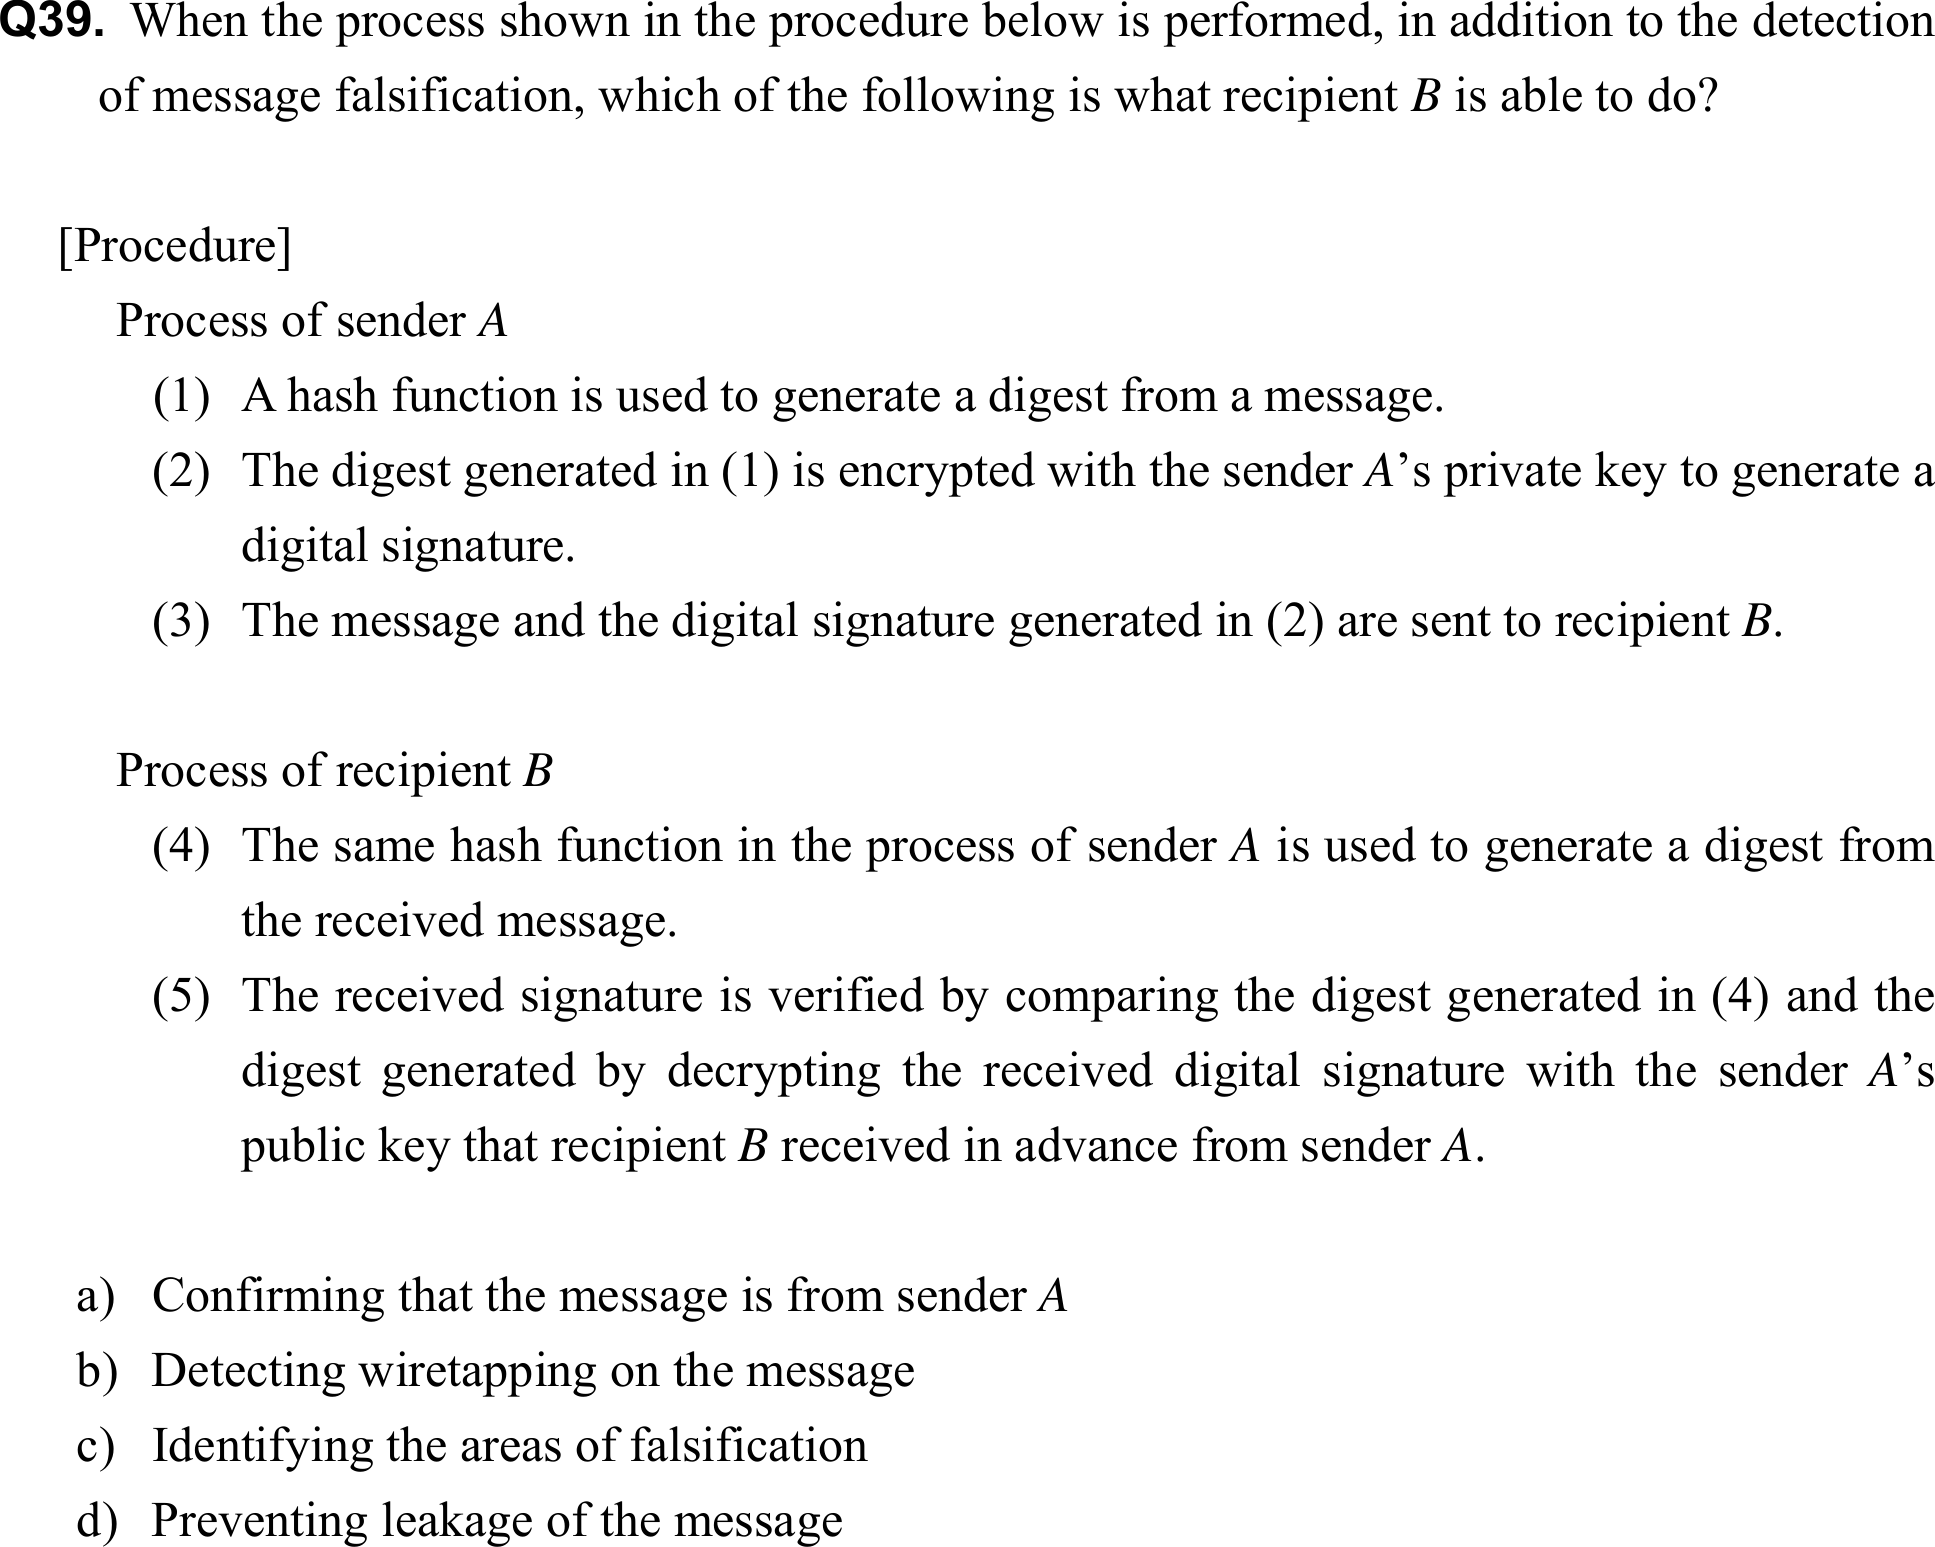 Q39. When the process shown in the procedure below is performed, in addition to the detection
of message falsification, which of the following is what recipient B is able to do?
[Procedure]
Process of sender A
(1) A hash function is used to generate a digest from a message.
(2) The digest generated in (1) is encrypted with the sender A’s private key to generate a
digital signature.
(3) The message and the digital signature generated in (2) are sent to recipient B.
Process of recipient B
(4) The same hash function in the process of sender A is used to generate a digest from
the received message.
(5) The received signature is verified by comparing the digest generated in (4) and the
digest generated by decrypting the received digital signature with the sender A’s
public key that recipient B received in advance from sender A.
a) Confirming that the message is from sender A
b) Detecting wiretapping on the message
c) Identifying the areas of falsification
d) Preventing leakage of the message